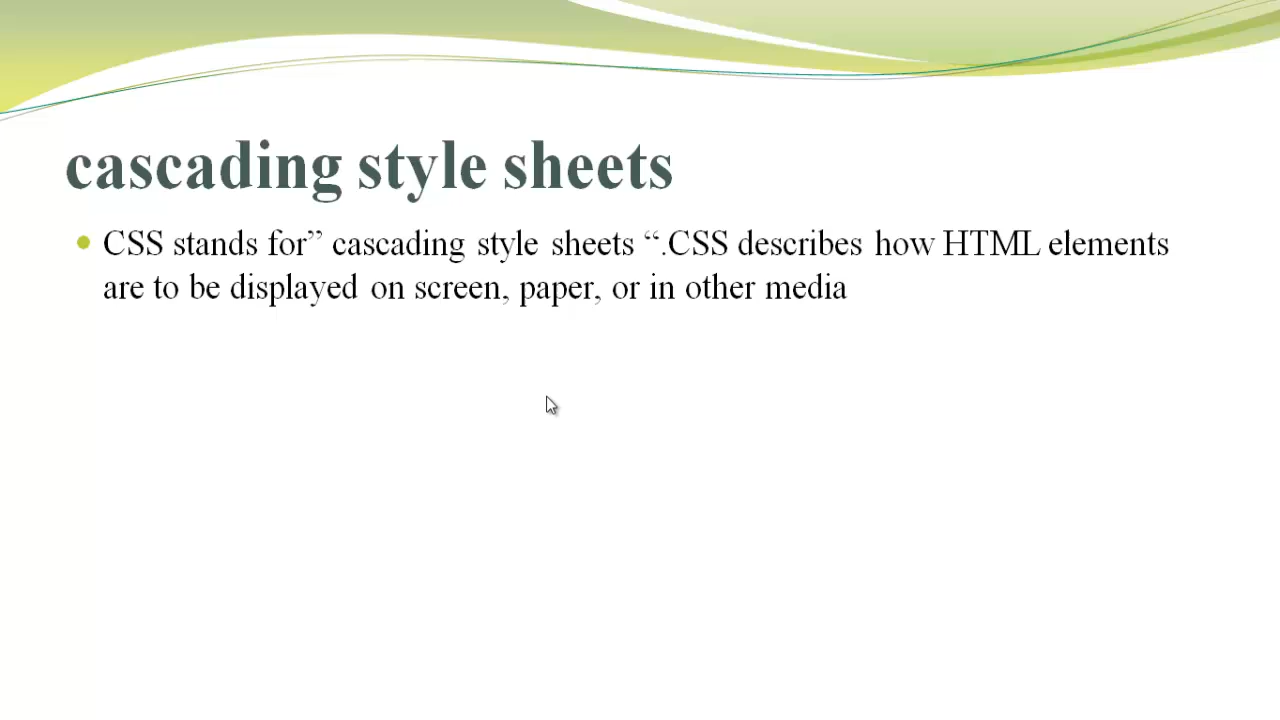 cascading style sheets
CSS stands for” cascading style sheets “.CSS describes how HTML elements
are to be displayed on screen, paper, or in other media